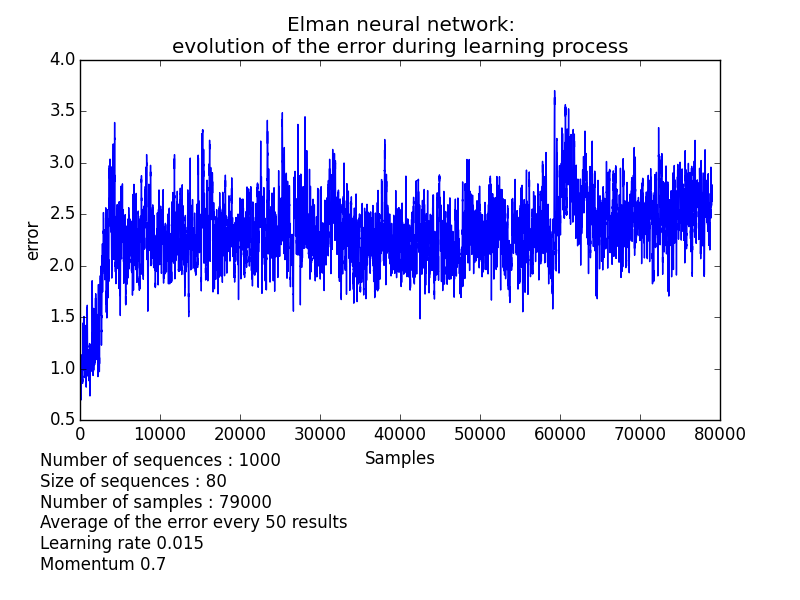 Elman neural network:
evolution of the error during learning process
4.0
3.5
3.0
2.5
2.0
1.5
1.0
0.5
error
0 10000 20000 30000 40000 50000 60000 70000 80000
Samples
Number of sequences : 1000
Size of sequences : 80
Number of samples : 79000
Average of the error every 50 results
Learning rate 0.015
Momentum 0.7